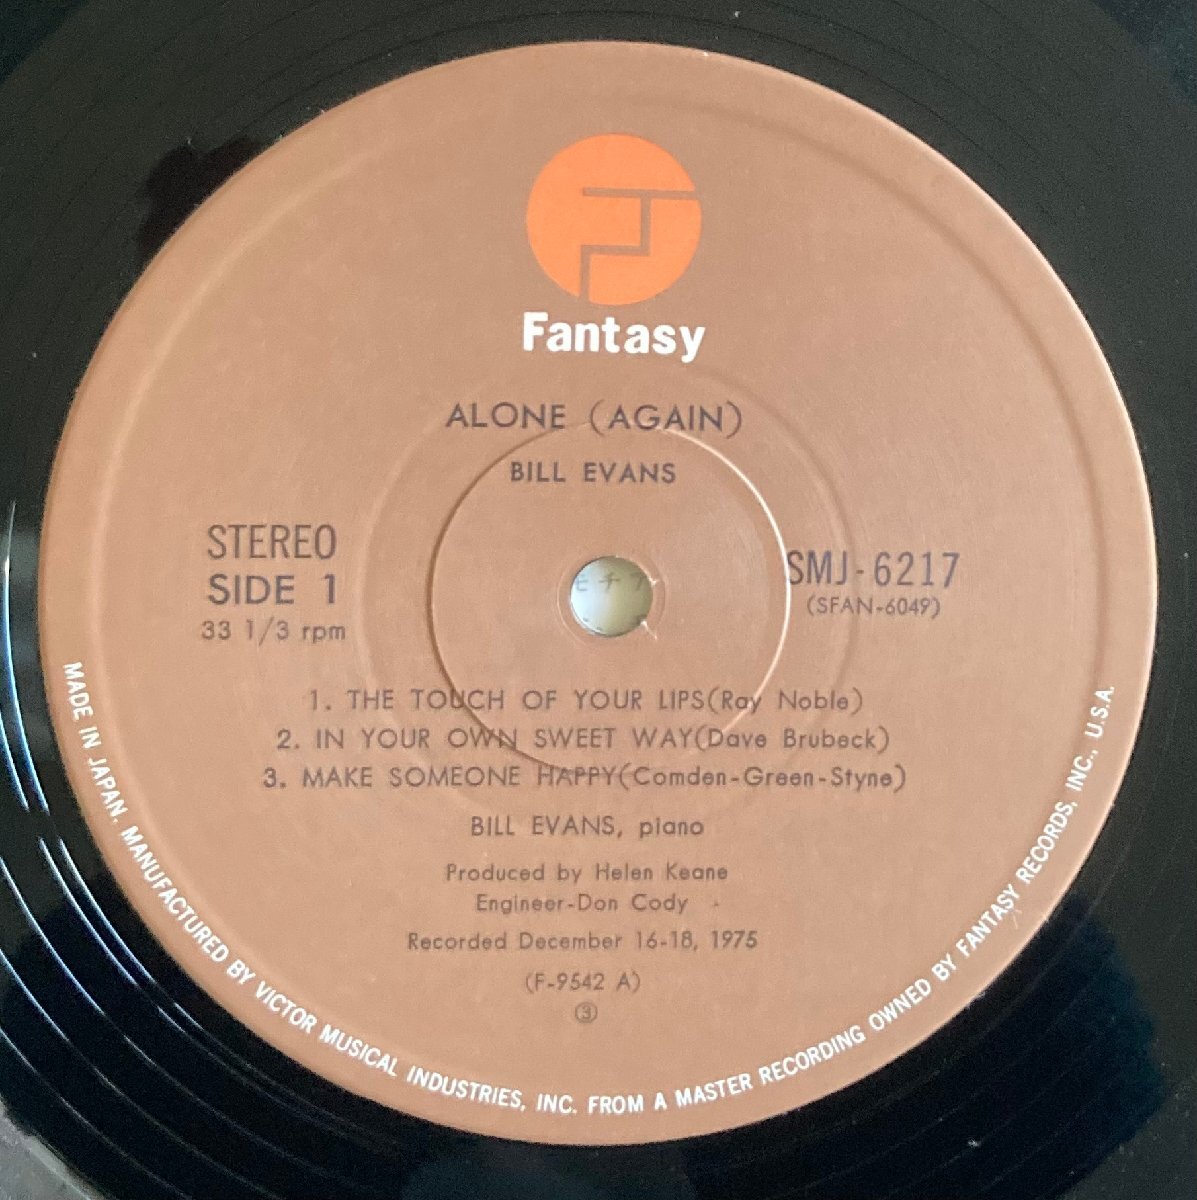 Fantasy
ALONE (AGAIN)
BILL EVANS
STEREO
SIDE 1
33 1/3 rpm
SMJ-6217
(SFAN-6049)
モチ
1. THE TOUCH OF YOUR LIPS(Ray Noble)
2. IN YOUR OWN SWEET WAY(Dave Brubeck)
3. MAKE SOMEONE HAPPY(Comden-Green-Styne)
BILL EVANS, piano
Produced by Helen Keane
Engineer-Don Cody
Recorded December 16-18, 1975
(F-9542 A)
③
MADE IN JAPAN. MANUFACTURED BY VICTOR MUSICAL INDUSTRIES, INC. FROM A MASTER RECORDING OWNED BY FANTASY RECORDS, INC., U.S.A.